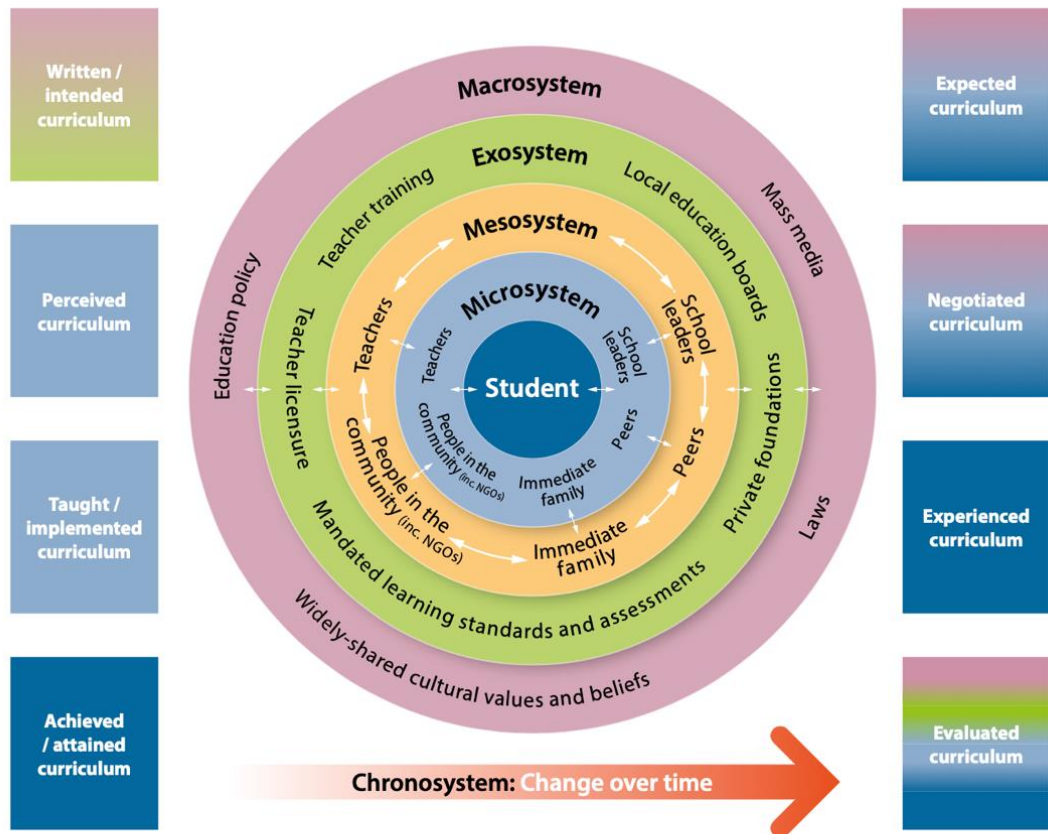 Written /
intended
curriculum
Perceived
curriculum
Taught /
implemented
curriculum
Achieved
/ attained
curriculum
Macrosystem
Education policy
Mass media
Laws
Widely-shared cultural values and beliefs
Exosystem
Teacher training
Local education boards
Teacher licensure
Private foundations
Mandated learning standards and assessments
Mesosystem
Teachers
School
leaders
People in the
community (inc. NGOs)
Peers
Immediate
family
Microsystem
Teachers
School
leaders
People in the
community (inc. NGOs)
Peers
Immediate
family
Student
Chronosystem: Change over time
Expected
curriculum
Negotiated
curriculum
Experienced
curriculum
Evaluated
curriculum